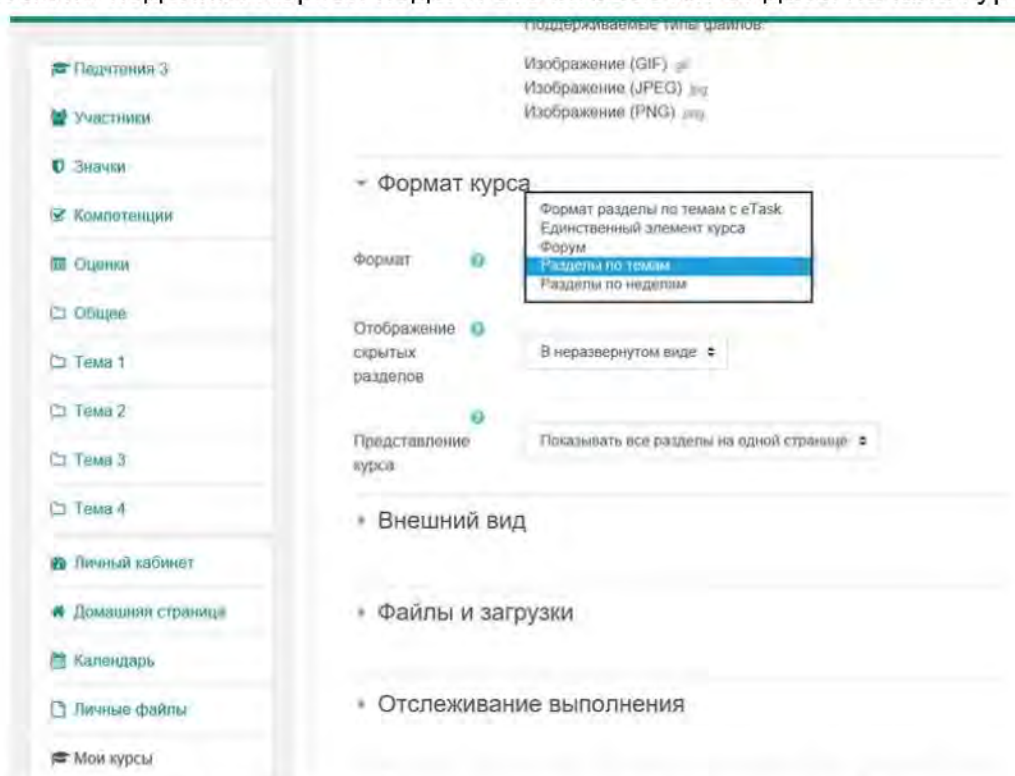 Поддерживаемые типы файлов:
Изображение (GIF) .gif
Изображение (JPEG) .jpg
Изображение (PNG) .png
Педчтения 3
Участники
Значки
Компетенции
Оценки
Общее
Тема 1
Тема 2
Тема 3
Тема 4
Личный кабинет
Домашняя страница
Календарь
Личные файлы
Мои курсы
Формат курса
Формат
Формат разделы по темам с eTask
Единственный элемент курса
Форум
Разделы по темам
Разделы по неделям
Отображение
скрытых
разделов
В неразвернутом виде
Представление
курса
Показывать все разделы на одной странице
Внешний вид
Файлы и загрузки
Отслеживание выполнения